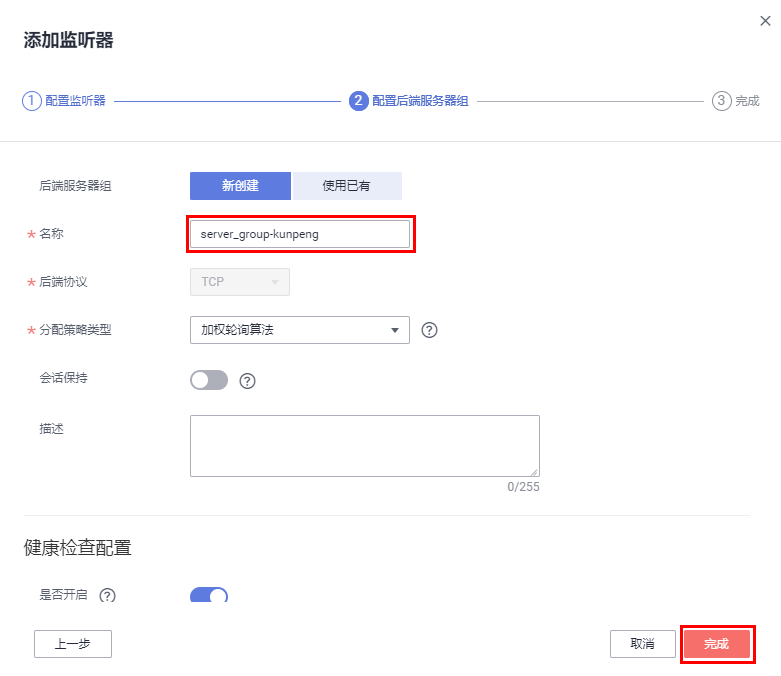 添加监听器
1 配置监听器 2 配置后端服务器组 3 完成
后端服务器组 新创建 使用已有
* 名称 server_group-kunpeng
* 后端协议 TCP
* 分配策略类型 加权轮询算法 ?
会话保持 ?
描述
0/255
健康检查配置
是否开启 ?
上一步 取消 完成